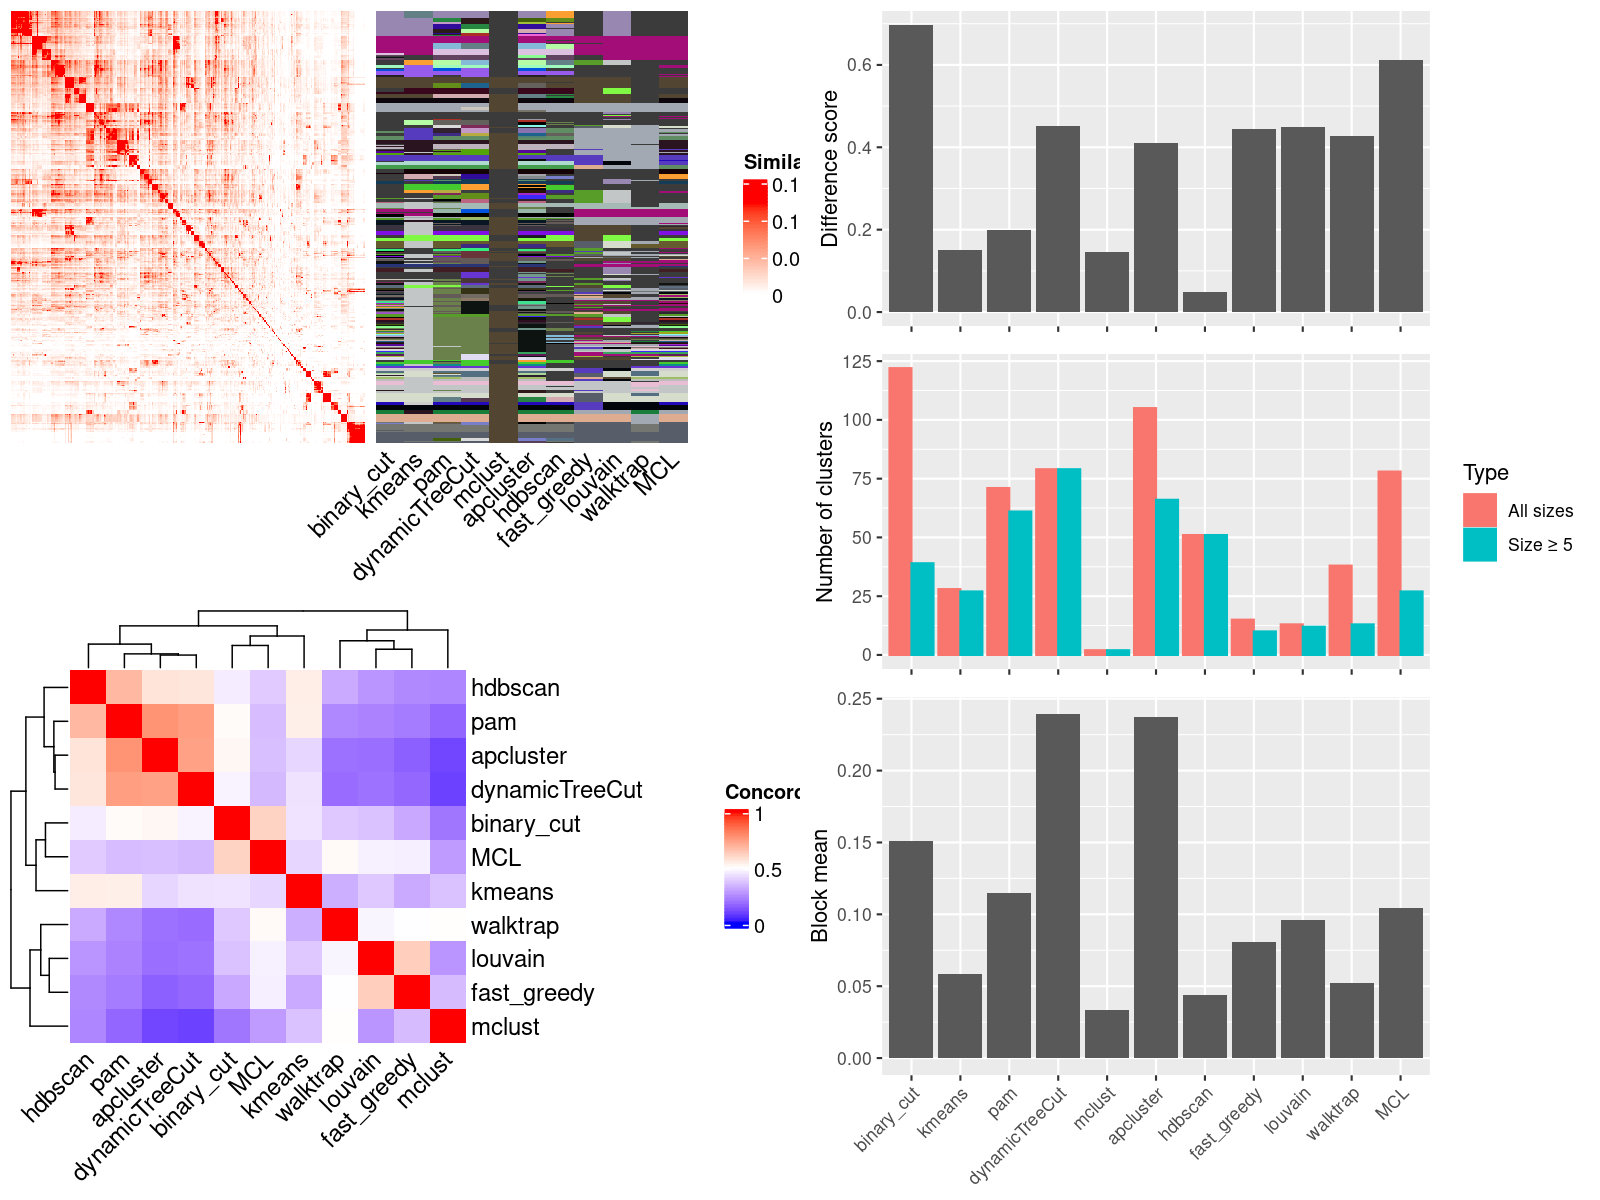 Simila
0.1
0.1
0.0
0
binary_cut
kmeans
pam
dynamicTreeCut
mclust
apcluster
hdbscan
fast_greedy
louvain
walktrap
MCL
Difference score
0.6
0.4
0.2
0.0
Number of clusters
125
100
75
50
25
0
Type
All sizes
Size ≥ 5
hdbscan
pam
apcluster
dynamicTreeCut
binary_cut
MCL
kmeans
walktrap
louvain
fast_greedy
mclust
hdbscan
pam
apcluster
dynamicTreeCut
binary_cut
MCL
kmeans
walktrap
louvain
fast_greedy
mclust
Concord
1
0.5
0
Block mean
0.25
0.20
0.15
0.10
0.05
0.00
binary_cut
kmeans
pam
dynamicTreeCut
mclust
apcluster
hdbscan
fast_greedy
louvain
walktrap
MCL